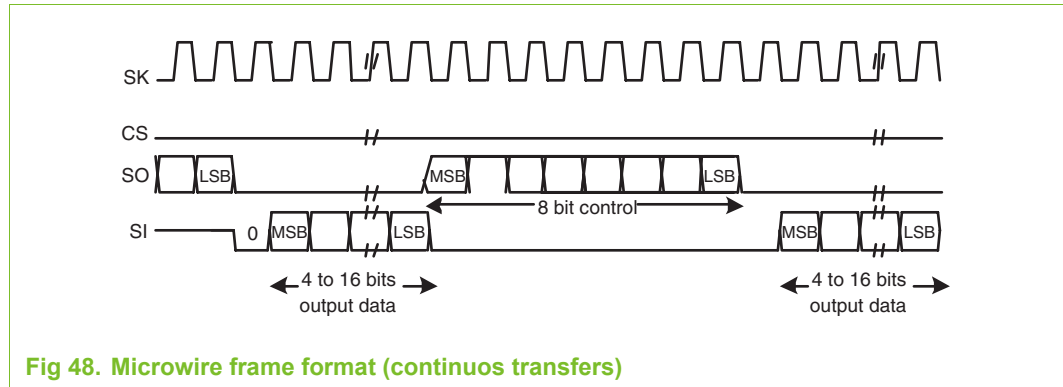 SK
CS
SO
LSB
MSB
LSB
8 bit control
SI
0
MSB
LSB
MSB
LSB
4 to 16 bits
output data
4 to 16 bits
output data
Fig 48. Microwire frame format (continuos transfers)